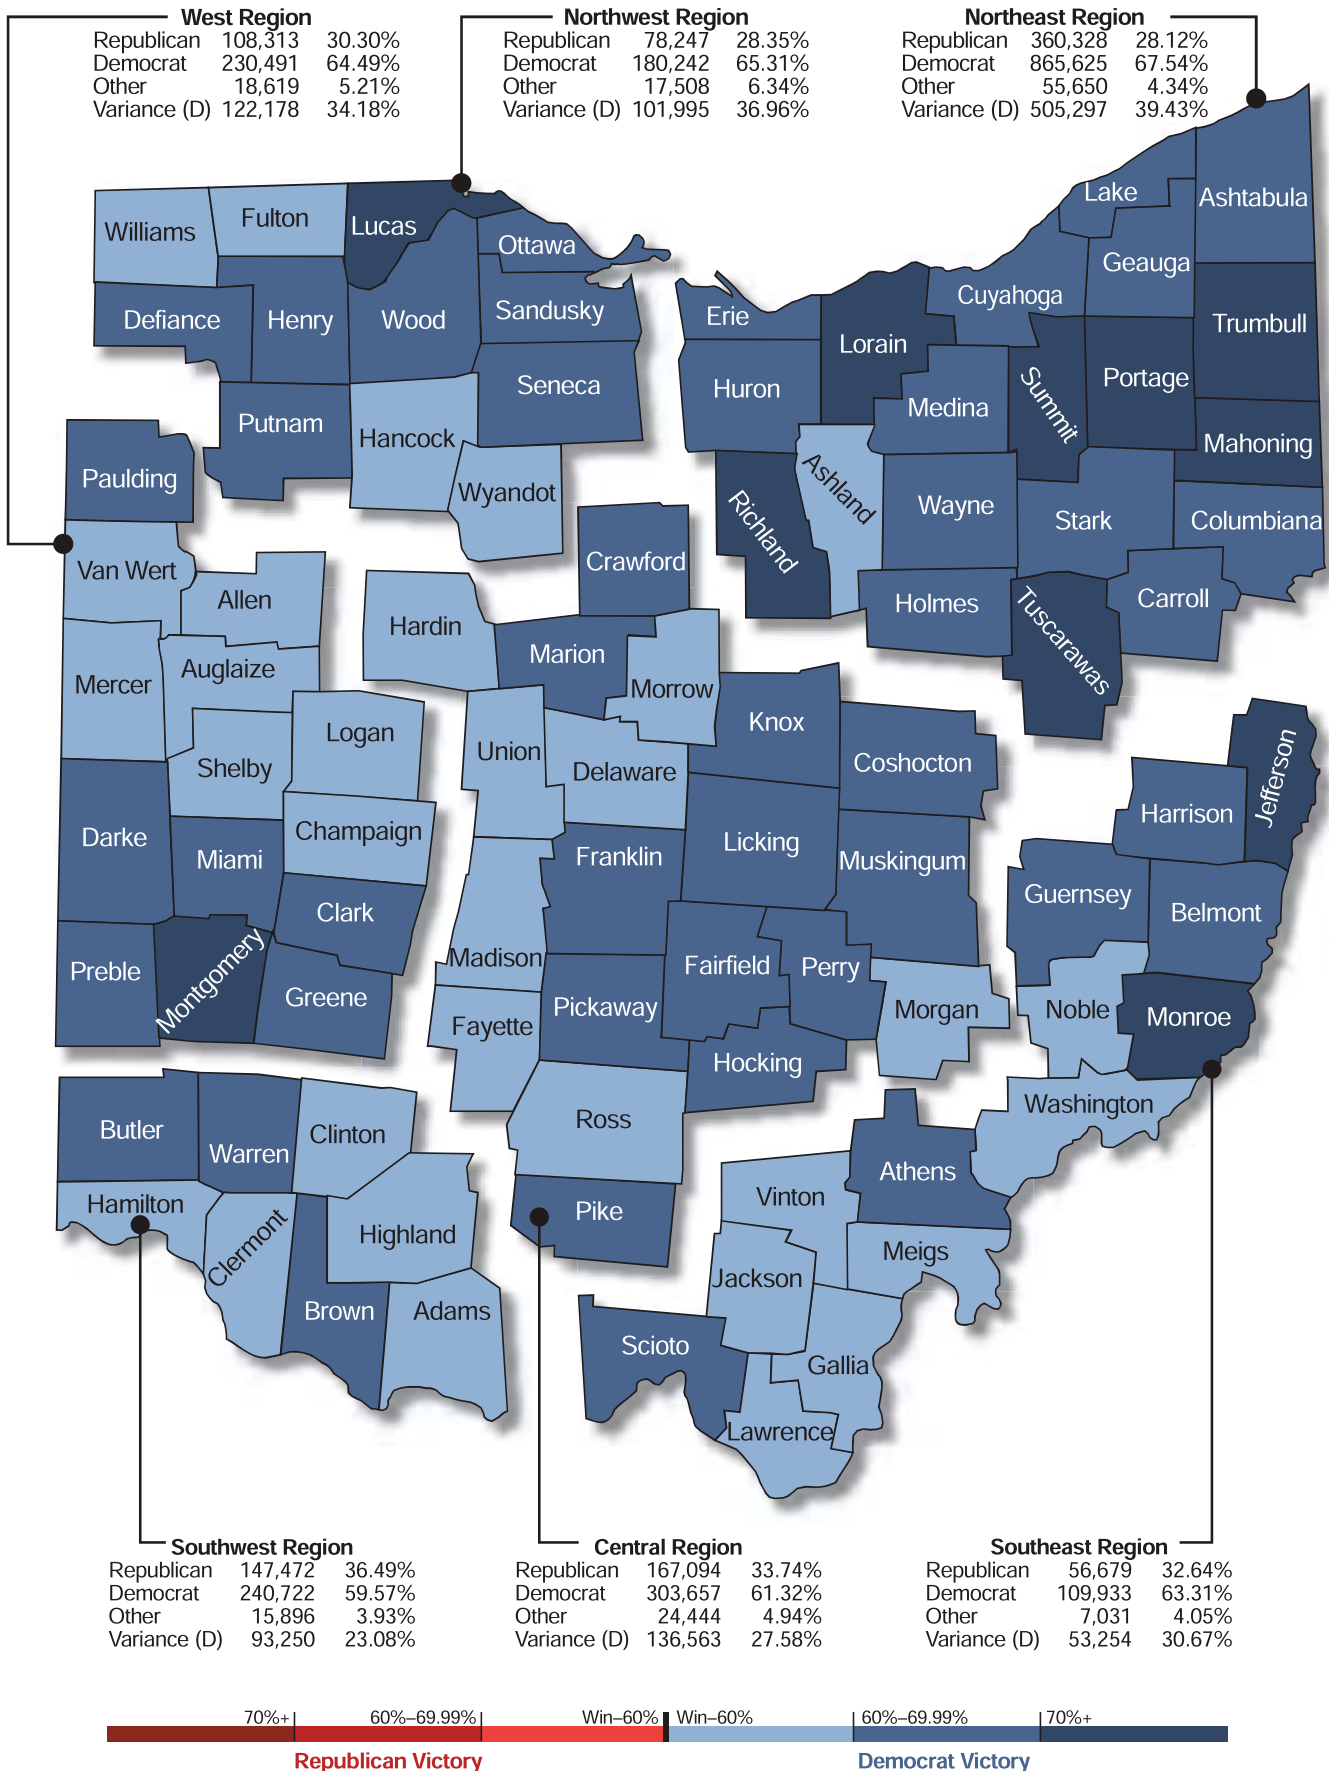 West Region
Republican 108,313 30.30%
Democrat 230,491 64.49%
Other 18,619 5.21%
Variance (D) 122,178 34.18%
Northwest Region
Republican 78,247 28.35%
Democrat 180,242 65.31%
Other 17,508 6.34%
Variance (D) 101,995 36.96%
Northeast Region
Republican 360,328 28.12%
Democrat 865,625 67.54%
Other 55,650 4.34%
Variance (D) 505,297 39.43%
Williams
Fulton
Lucas
Ottawa
Defiance
Henry
Wood
Sandusky
Seneca
Putnam
Hancock
Wyandot
Lake
Ashtabula
Geauga
Cuyahoga
Erie
Lorain
Trumbull
Huron
Medina
Summit
Portage
Mahoning
Richland
Ashland
Wayne
Stark
Columbiana
Holmes
Tuscarawas
Carroll
Paulding
Van Wert
Allen
Mercer
Auglaize
Logan
Shelby
Champaign
Darke
Miami
Clark
Preble
Montgomery
Greene
Crawford
Hardin
Marion
Morrow
Knox
Union
Delaware
Coshocton
Franklin
Licking
Muskingum
Madison
Fairfield
Perry
Pickaway
Fayette
Morgan
Hocking
Ross
Pike
Jefferson
Harrison
Guernsey
Belmont
Noble
Monroe
Washington
Athens
Vinton
Meigs
Jackson
Gallia
Scioto
Lawrence
Butler
Warren
Clinton
Hamilton
Clermont
Highland
Brown
Adams
Southwest Region
Republican 147,472 36.49%
Democrat 240,722 59.57%
Other 15,896 3.93%
Variance (D) 93,250 23.08%
Central Region
Republican 167,094 33.74%
Democrat 303,657 61.32%
Other 24,444 4.94%
Variance (D) 136,563 27.58%
Southeast Region
Republican 56,679 32.64%
Democrat 109,933 63.31%
Other 7,031 4.05%
Variance (D) 53,254 30.67%
70%+ 60%–69.99% Win–60% Win–60% 60%–69.99% 70%+
Republican Victory Democrat Victory